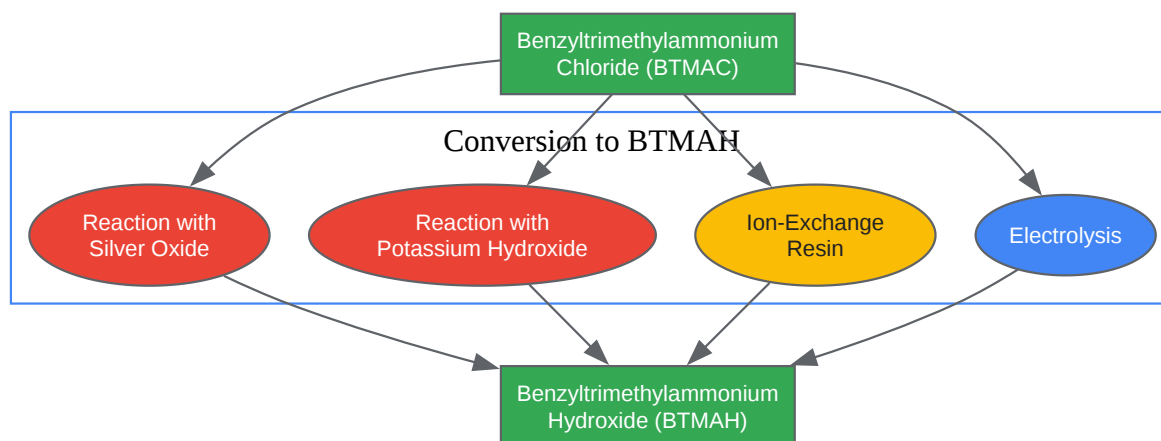 Benzyltrimethylammonium
Chloride (BTMAC)
Conversion to BTMAH
Reaction with
Silver Oxide
Reaction with
Potassium Hydroxide
Ion-Exchange
Resin
Electrolysis
Benzyltrimethylammonium
Hydroxide (BTMAH)